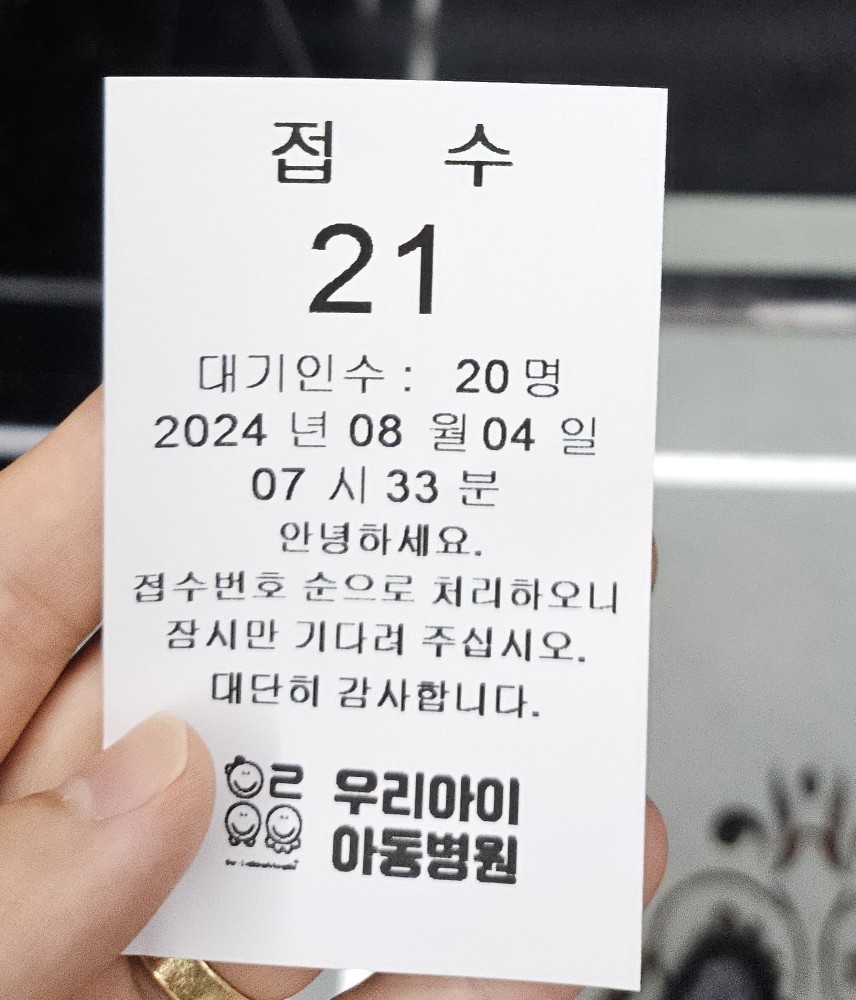 접 수
21
대기인수 : 20 명
2024 년 08 월 04 일
07 시 33 분
안녕하세요.
접수번호 순으로 처리하오니
잠시만 기다려 주십시오.
대단히 감사합니다.
우리아이
아동병원